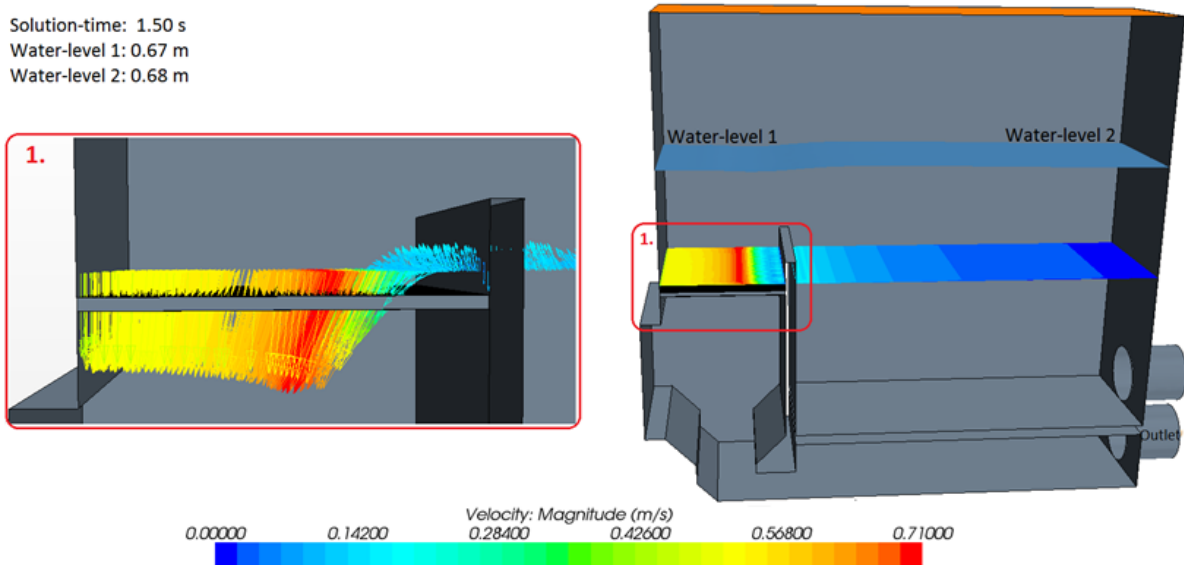 Solution-time: 1.50 s
Water-level 1: 0.67 m
Water-level 2: 0.68 m
1.
Water-level 1
Water-level 2
1.
Outlet
Velocity: Magnitude (m/s)
0.00000 0.14200 0.28400 0.42600 0.56800 0.71000